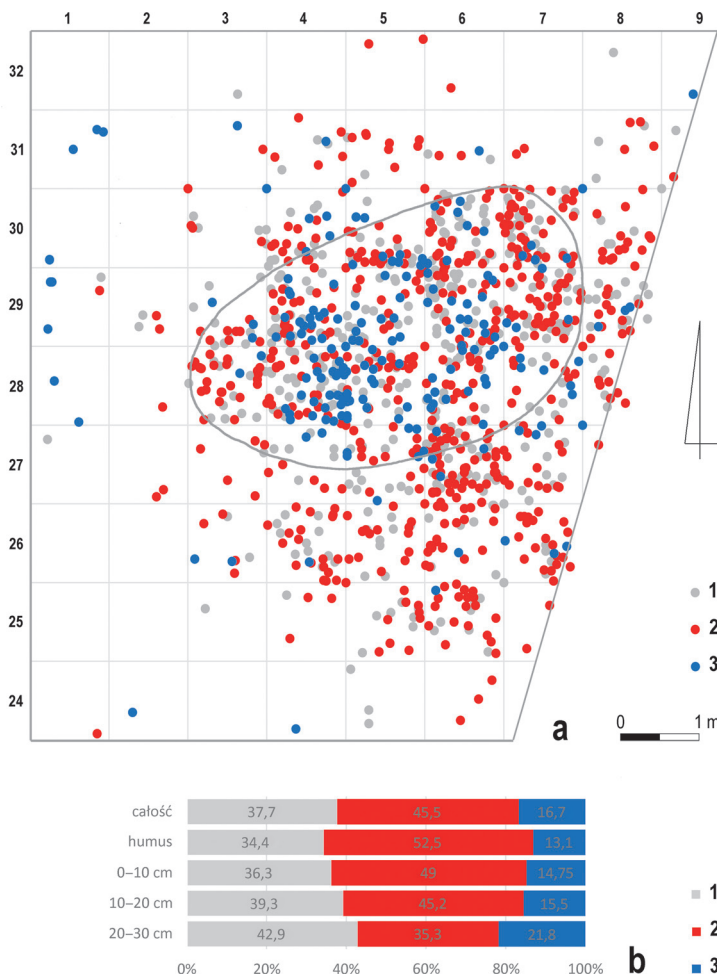 1 2 3 4 5 6 7 8 9
32
31
30
29
28
27
26
25
24
1
2
3
a
0 1 m
całość 37,7 45,5 16,7
humus 34,4 52,5 13,1
0–10 cm 36,3 49 14,75
10–20 cm 39,3 45,2 15,5
20–30 cm 42,9 35,3 21,8
0% 20% 40% 60% 80% 100%
1
2
3
b